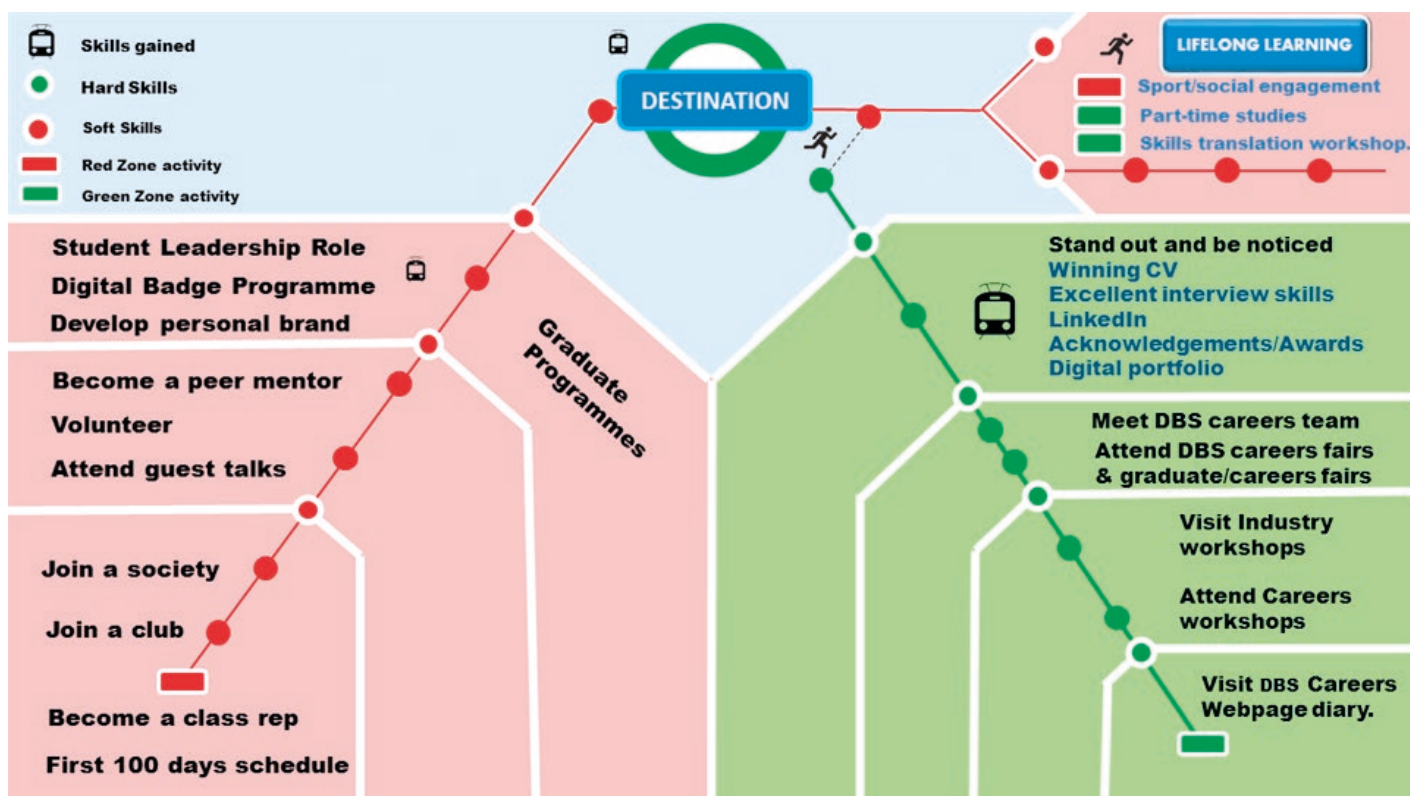 Skills gained
Hard Skills
Soft Skills
Red Zone activity
Green Zone activity
DESTINATION
LIFELONG LEARNING
Sport/social engagement
Part-time studies
Skills translation workshop.
Student Leadership Role
Digital Badge Programme
Develop personal brand
Become a peer mentor
Volunteer
Attend guest talks
Join a society
Join a club
Become a class rep
First 100 days schedule
Graduate
Programmes
Stand out and be noticed
Winning CV
Excellent interview skills
LinkedIn
Acknowledgements/Awards
Digital portfolio
Meet DBS careers team
Attend DBS careers fairs
& graduate/careers fairs
Visit Industry
workshops
Attend Careers
workshops
Visit DBS Careers
Webpage diary.